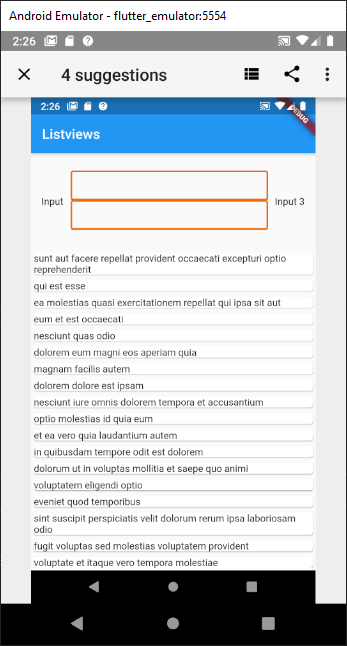 Android Emulator - flutter_emulator:5554
2:26
4 suggestions
2:26
DEBUG
Listviews
Input
Input 3
sunt aut facere repellat provident occaecati excepturi optio
reprehenderit
qui est esse
ea molestias quasi exercitationem repellat qui ipsa sit aut
eum et est occaecati
nesciunt quas odio
dolorem eum magni eos aperiam quia
magnam facilis autem
dolorem dolore est ipsam
nesciunt iure omnis dolorem tempora et accusantium
optio molestias id quia eum
et ea vero quia laudantium autem
in quibusdam tempore odit est dolorem
dolorum ut in voluptas mollitia et saepe quo animi
voluptatem eligendi optio
eveniet quod temporibus
sint suscipit perspiciatis velit dolorum rerum ipsa laboriosam
odio
fugit voluptas sed molestias voluptatem provident
voluptate et itaque vero tempora molestiae